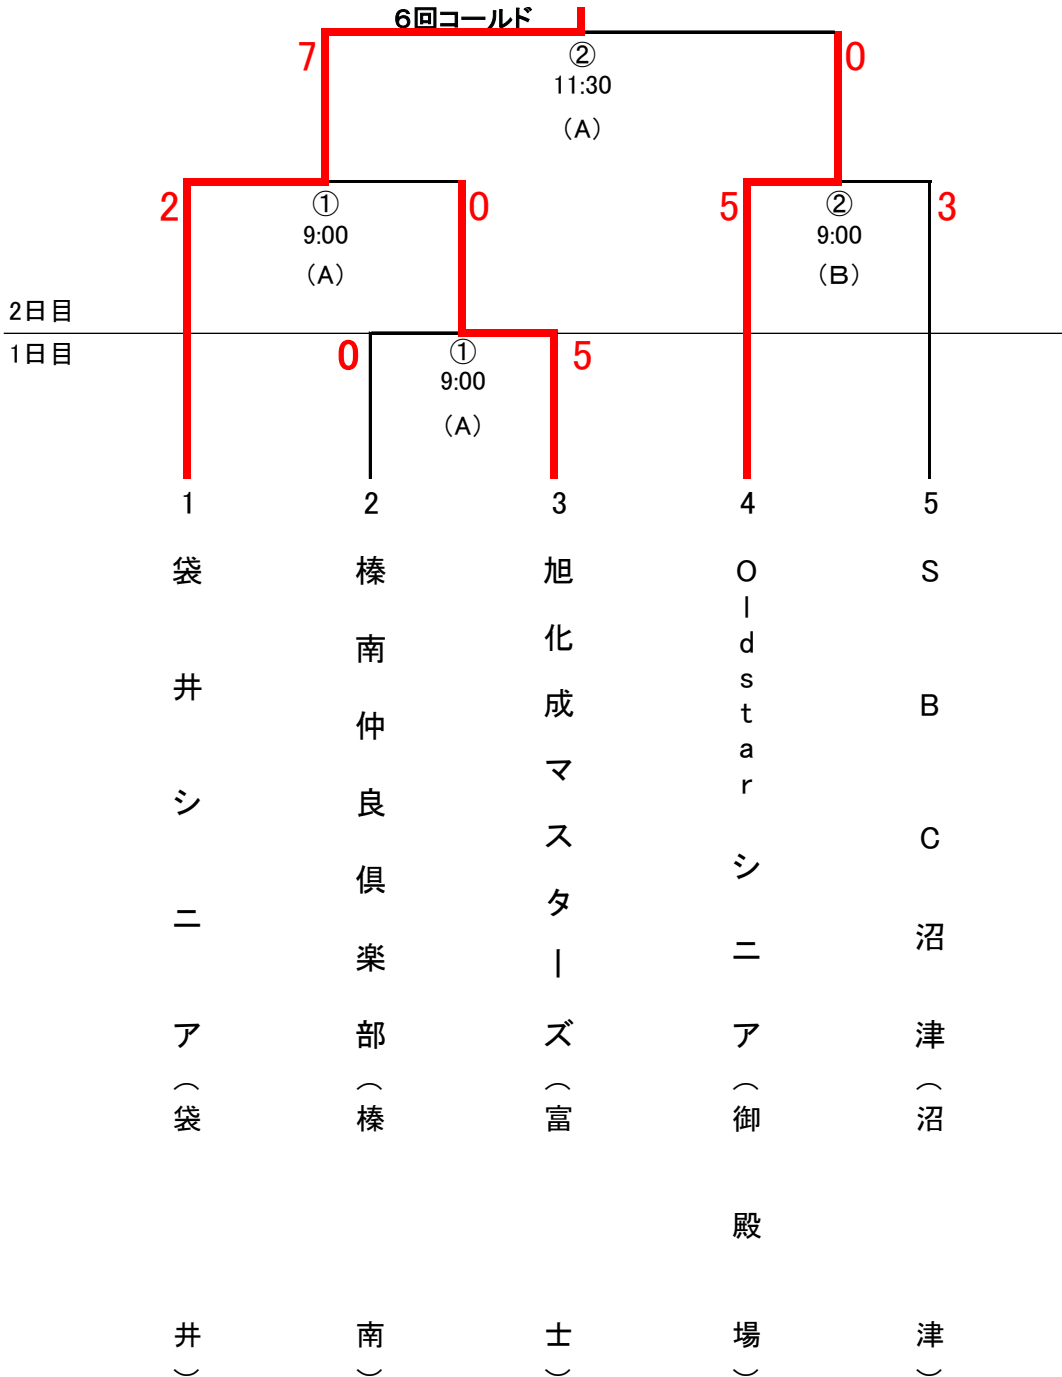 6回コールド
7
②
0
11:30
（A）
2
①
0
5
②
3
9:00
9:00
（A）
（B）
2日目
1日目
0
①
5
9:00
（A）
1
2
3
4
5
袋井シニア（袋井）
榛南仲良倶楽部（榛南）
旭化成マスターズ（富士）
Oldstarシニア（御殿場）
SBC沼津（沼津）